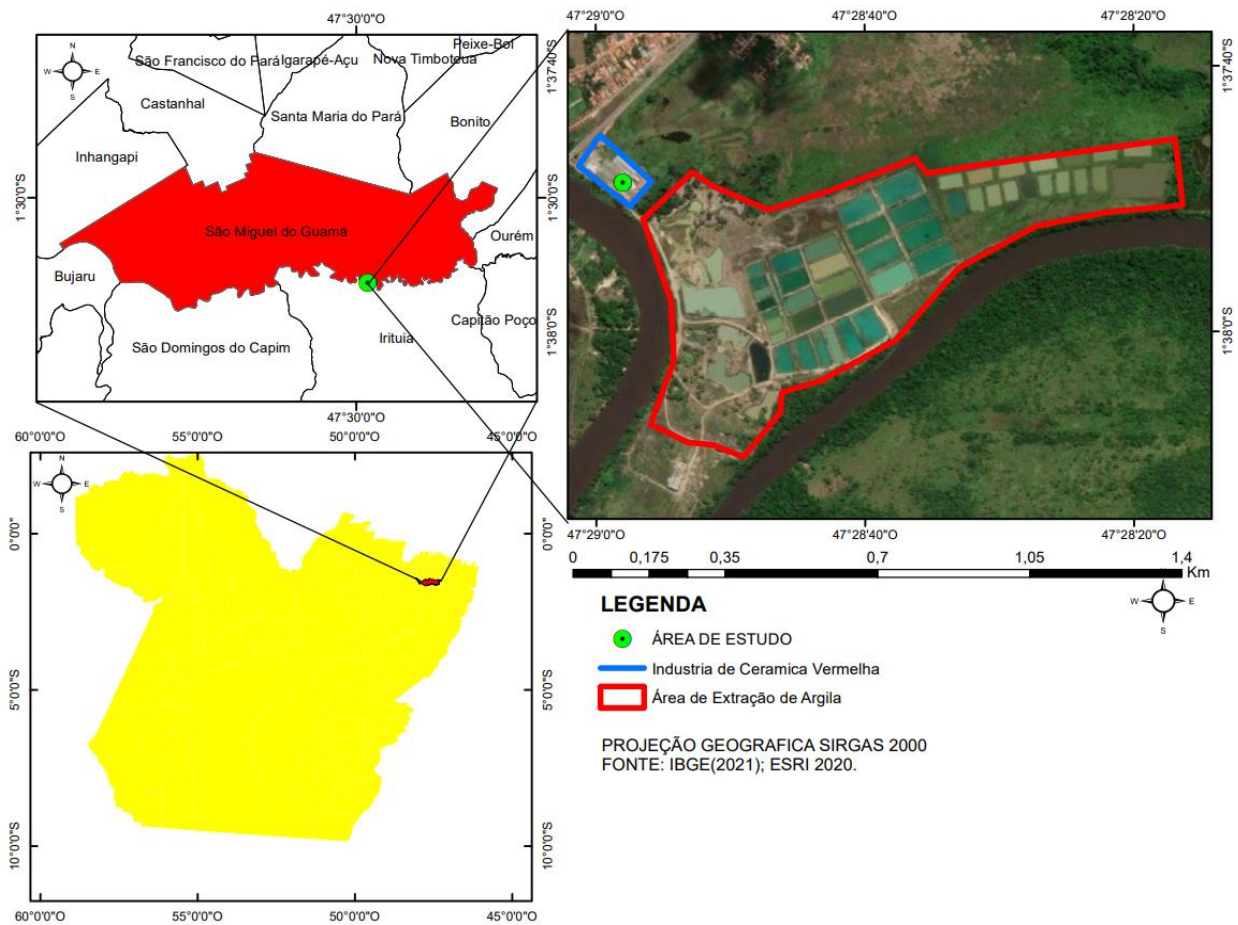 47°30'0"O
N
W E
S
São Francisco do Pará
Igarapé-Açu
Nova Timboteua
Peixe-Boi
Castanhal
Santa Maria do Pará
Bonito
Inhangapi
São Miguel do Guamá
Ourém
Bujaru
Capitão Poço
São Domingos do Capim
Irituia
1°30'0"S
1°30'0"S
47°30'0"O
47°29'0"O
47°28'40"O
47°28'20"O
1°37'40"S
1°38'0"S
1°37'40"S
1°38'0"S
47°29'0"O
47°28'40"O
47°28'20"O
60°0'0"O
55°0'0"O
50°0'0"O
45°0'0"O
N
W E
S
0°0'0"
5°0'0"S
10°0'0"S
0°0'0"
5°0'0"S
10°0'0"S
60°0'0"O
55°0'0"O
50°0'0"O
45°0'0"O
0 0,175 0,35 0,7 1,05 1,4
Km
N
W E
S
LEGENDA
ÁREA DE ESTUDO
Industria de Ceramica Vermelha
Área de Extração de Argila
PROJEÇÃO GEOGRAFICA SIRGAS 2000
FONTE: IBGE(2021); ESRI 2020.